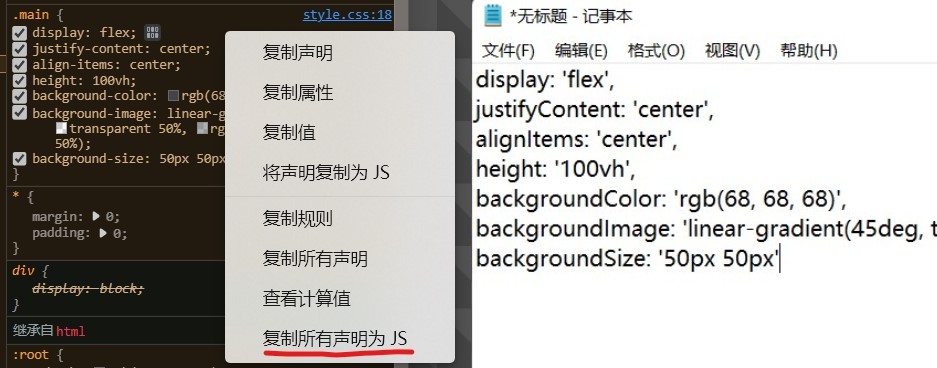 .main {
style.css:18
display: flex;
justify-content: center;
align-items: center;
height: 100vh;
background-color: rgb(68
background-image: linear-g
transparent 50%, rg
50%);
background-size: 50px 50px
}
* {
margin: 0;
padding: 0;
}
div {
display: block;
}
继承自 html
:root {
复制声明
复制属性
复制值
将声明复制为 JS
复制规则
复制所有声明
查看计算值
复制所有声明为 JS
*无标题 - 记事本
文件(F) 编辑(E) 格式(O) 视图(V) 帮助(H)
display: 'flex',
justifyContent: 'center',
alignItems: 'center',
height: '100vh',
backgroundColor: 'rgb(68, 68, 68)',
backgroundImage: 'linear-gradient(45deg, t
backgroundSize: '50px 50px'